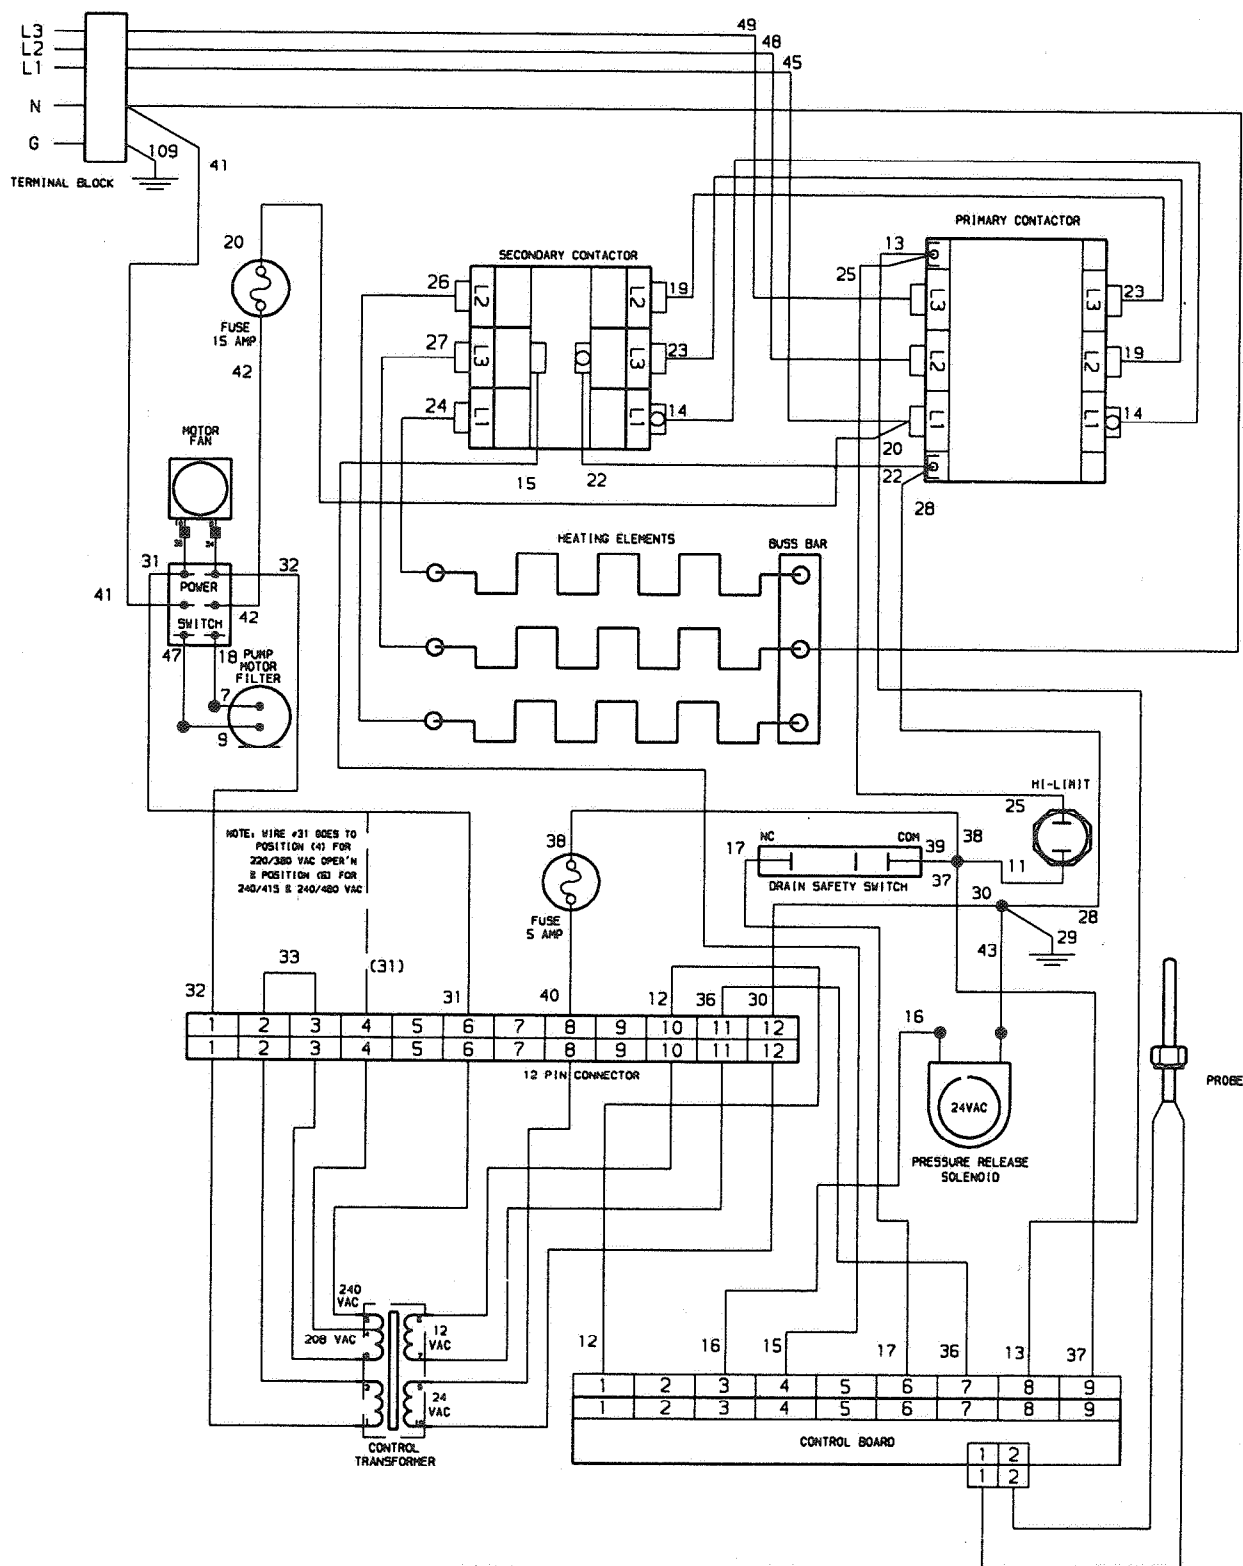 L3
L2
L1
N
G
TERMINAL BLOCK
109
41
49
48
45
20
FUSE
15 AMP
42
SECONDARY CONTACTOR
26
L2
L2
19
27
L3
L3
23
24
L1
L1
14
15
22
PRIMARY CONTACTOR
13
25
L3
L3
23
L2
L2
19
L1
L1
14
20
22
28
MOTOR
FAN
31
32
POWER
41
42
SWITCH
47
18
PUMP
MOTOR
FILTER
7
9
HEATING ELEMENTS
BUSS BAR
HI-LIMIT
25
NOTE: WIRE #31 GOES TO
POSITION (4) FOR
220/380 VAC OPER'N
& POSITION (6) FOR
240/415 & 240/480 VAC
38
FUSE
5 AMP
NC
COM
17
39
38
37
11
DRAIN SAFETY SWITCH
30
28
43
29
33
(31)
32
31
40
12
36
30
1 2 3 4 5 6 7 8 9 10 11 12
1 2 3 4 5 6 7 8 9 10 11 12
12 PIN CONNECTOR
16
24VAC
PRESSURE RELEASE
SOLENOID
PROBE
240
VAC
208 VAC
12
VAC
24
VAC
CONTROL
TRANSFORMER
12
16
15
17
36
13
37
1 2 3 4 5 6 7 8 9
1 2 3 4 5 6 7 8 9
CONTROL BOARD
1 2
1 2